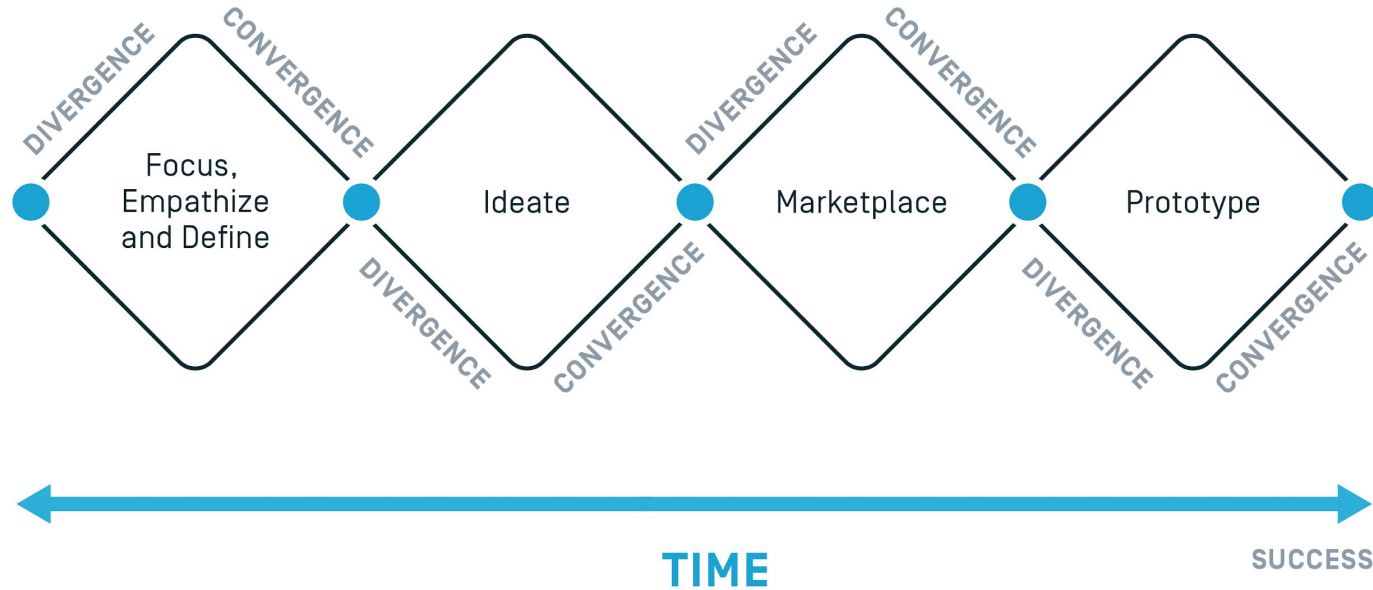 DIVERGENCE
CONVERGENCE
DIVERGENCE
CONVERGENCE
Focus,
Empathize
and Define
Ideate
Marketplace
Prototype
DIVERGENCE
CONVERGENCE
DIVERGENCE
CONVERGENCE
TIME
SUCCESS